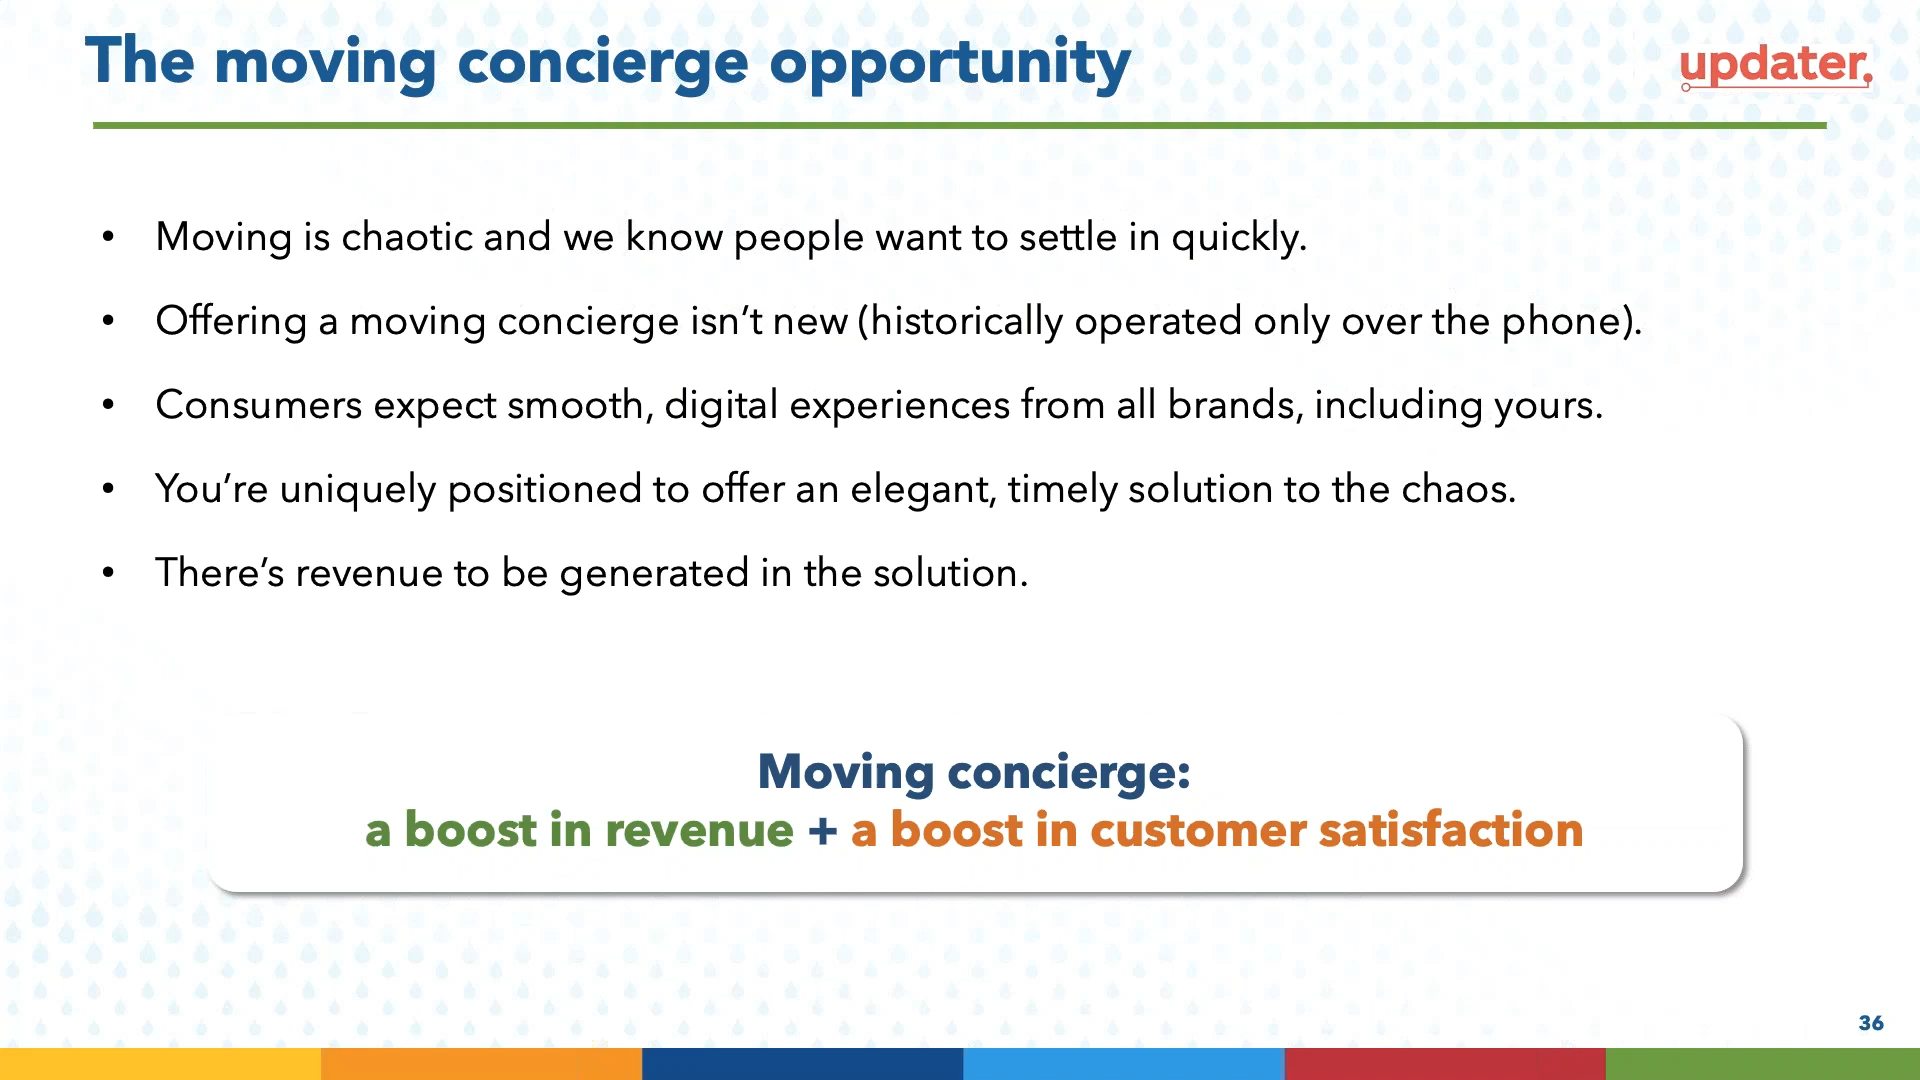 The moving concierge opportunity
updater.
• Moving is chaotic and we know people want to settle in quickly.
• Offering a moving concierge isn’t new (historically operated only over the phone).
• Consumers expect smooth, digital experiences from all brands, including yours.
• You’re uniquely positioned to offer an elegant, timely solution to the chaos.
• There’s revenue to be generated in the solution.
Moving concierge:
a boost in revenue + a boost in customer satisfaction
36